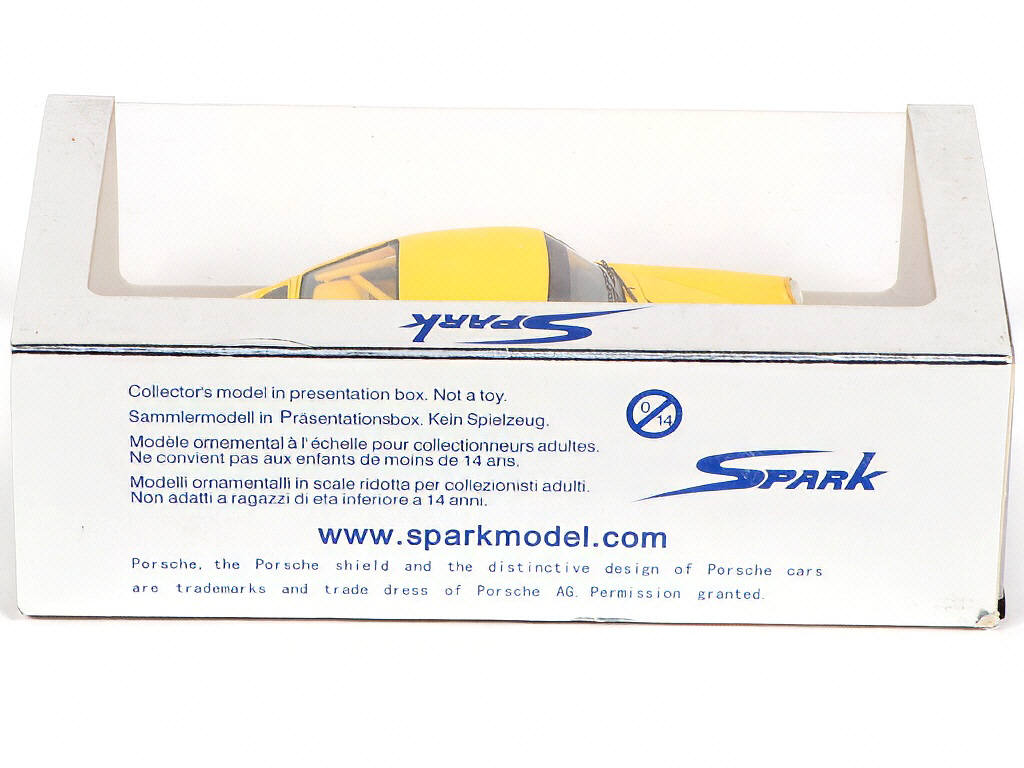 SPARK
Collector's model in presentation box. Not a toy.
Sammlermodell in Präsentationsbox. Kein Spielzeug.
Modèle ornemental à l'échelle pour collectionneurs adultes.
Ne convient pas aux enfants de moins de 14 ans.
Modelli ornamentalli in scale ridotta per collezionisti adulti.
Non adatti a ragazzi di eta inferiore a 14 anni.
0
14
SPARK
www.sparkmodel.com
Porsche, the Porsche shield and the distinctive design of Porsche cars
are trademarks and trade dress of Porsche AG. Permission granted.